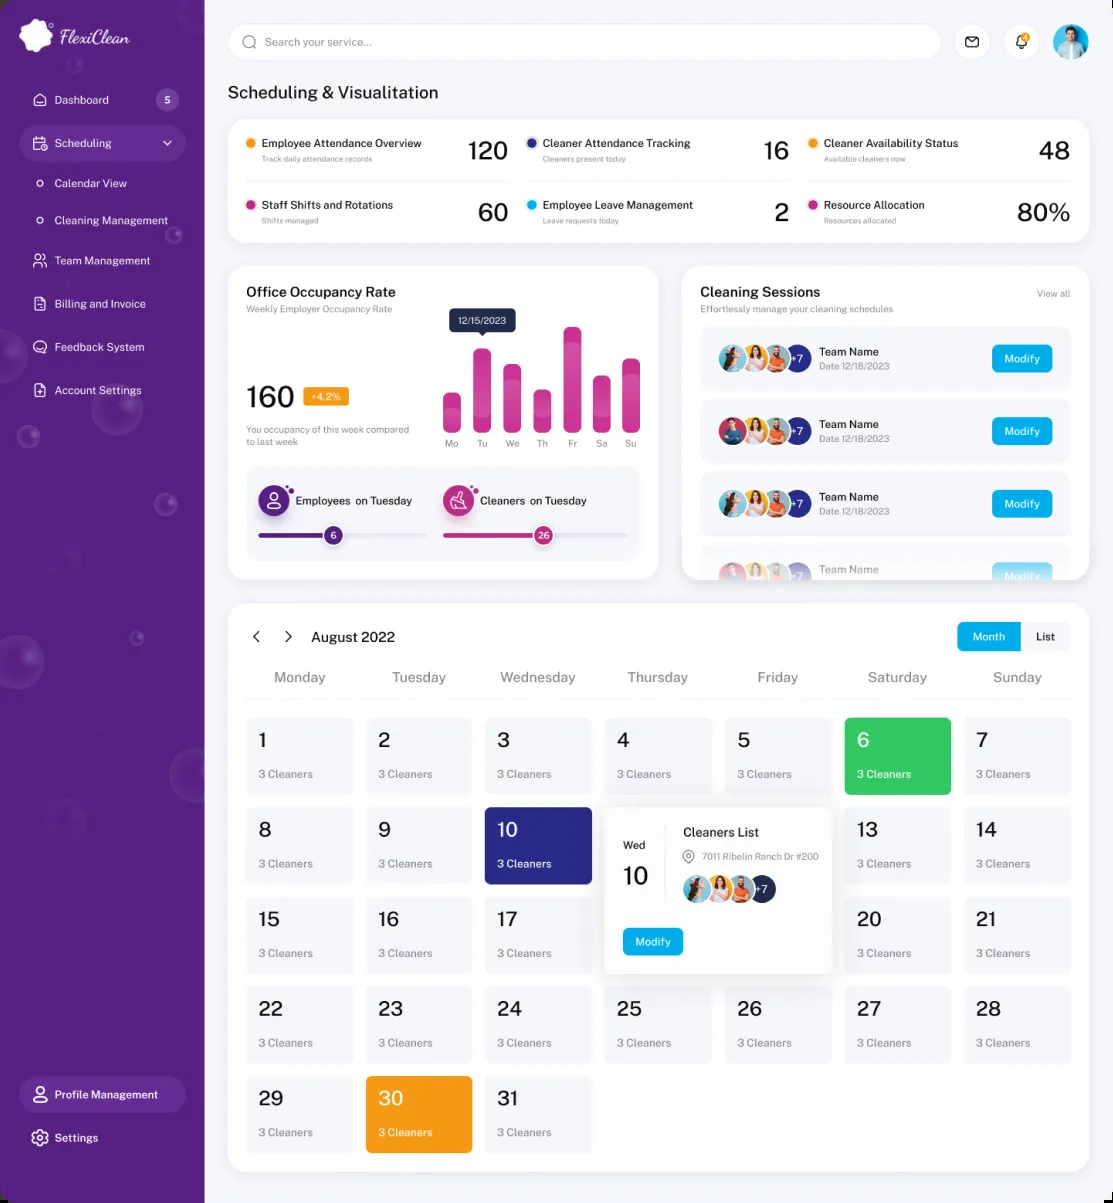 FlexiClean
Dashboard 5
Scheduling
Calendar View
Cleaning Management
Team Management
Billing and Invoice
Feedback System
Account Settings
Profile Management
Settings
Search your service...
4
Scheduling & Visualitation
Employee Attendance Overview 120
Track daily attendance records
Cleaner Attendance Tracking 16
Cleaners present today
Cleaner Availability Status 48
Available cleaners now
Staff Shifts and Rotations 60
Shifts managed
Employee Leave Management 2
Leave requests today
Resource Allocation 80%
Resources allocated
Office Occupancy Rate
Weekly Employer Occupancy Rate
12/15/2023
160 +4.2%
You occupancy of this week compared
to last week
Mo Tu We Th Fr Sa Su
Employees on Tuesday
6
Cleaners on Tuesday
26
Cleaning Sessions View all
Effortlessly manage your cleaning schedules
+7 Team Name Modify
Date 12/18/2023
+7 Team Name Modify
Date 12/18/2023
+7 Team Name Modify
Date 12/18/2023
+7 Team Name Modify
August 2022 Month List
Monday Tuesday Wednesday Thursday Friday Saturday Sunday
1 2 3 4 5 6 7
3 Cleaners 3 Cleaners 3 Cleaners 3 Cleaners 3 Cleaners 3 Cleaners 3 Cleaners
8 9 10 13 14
3 Cleaners 3 Cleaners 3 Cleaners 3 Cleaners 3 Cleaners
Wed
10
Cleaners List
7011 Ribelin Ranch Dr #200
+7
Modify
15 16 17 20 21
3 Cleaners 3 Cleaners 3 Cleaners 3 Cleaners 3 Cleaners
22 23 24 25 26 27 28
3 Cleaners 3 Cleaners 3 Cleaners 3 Cleaners 3 Cleaners 3 Cleaners 3 Cleaners
29 30 31
3 Cleaners 3 Cleaners 3 Cleaners